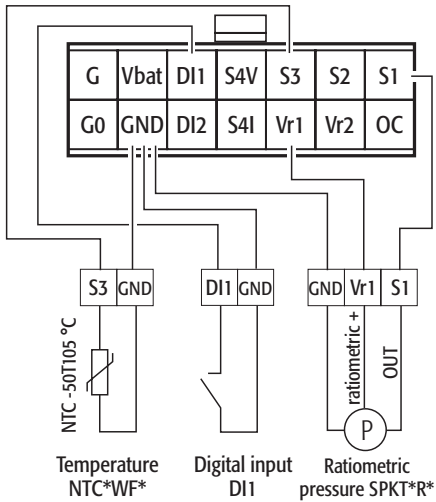 G Vbat DI1 S4V S3 S2 S1
G0 GND DI2 S4I Vr1 Vr2 OC
S3 GND DI1 GND GND Vr1 S1
NTC -50T105 °C
ratiometric +
OUT
P
Temperature
NTC*WF*
Digital input
DI1
Ratiometric
pressure SPKT*R*